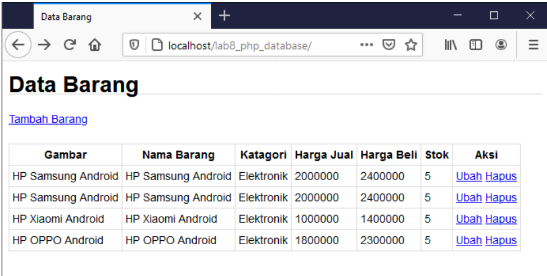 Data Barang
localhost/lab8_php_database/
Data Barang
Tambah Barang
Gambar Nama Barang Katagori Harga Jual Harga Beli Stok Aksi
HP Samsung Android HP Samsung Android Elektronik 2000000 2400000 5 Ubah Hapus
HP Samsung Android HP Samsung Android Elektronik 2000000 2400000 5 Ubah Hapus
HP Xiaomi Android HP Xiaomi Android Elektronik 1000000 1400000 5 Ubah Hapus
HP OPPO Android HP OPPO Android Elektronik 1800000 2300000 5 Ubah Hapus